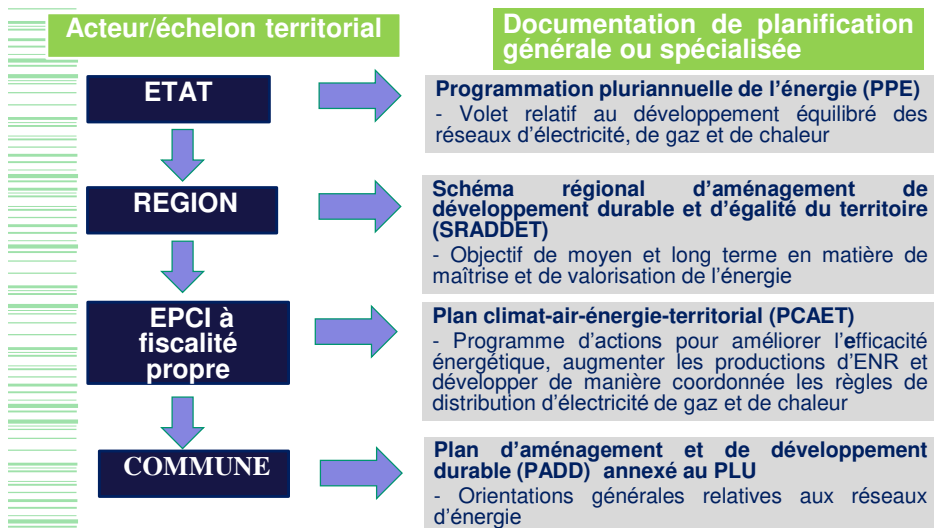 Acteur/échelon territorial
Documentation de planification
générale ou spécialisée
ETAT
Programmation pluriannuelle de l'énergie (PPE)
- Volet relatif au développement équilibré des
réseaux d'électricité, de gaz et de chaleur
REGION
Schéma régional d'aménagement de
développement durable et d'égalité du territoire
(SRADDET)
- Objectif de moyen et long terme en matière de
maîtrise et de valorisation de l'énergie
EPCI à
fiscalité
propre
Plan climat-air-énergie-territorial (PCAET)
- Programme d'actions pour améliorer l'efficacité
énergétique, augmenter les productions d'ENR et
développer de manière coordonnée les règles de
distribution d'électricité de gaz et de chaleur
COMMUNE
Plan d'aménagement et de développement
durable (PADD) annexé au PLU
- Orientations générales relatives aux réseaux
d'énergie